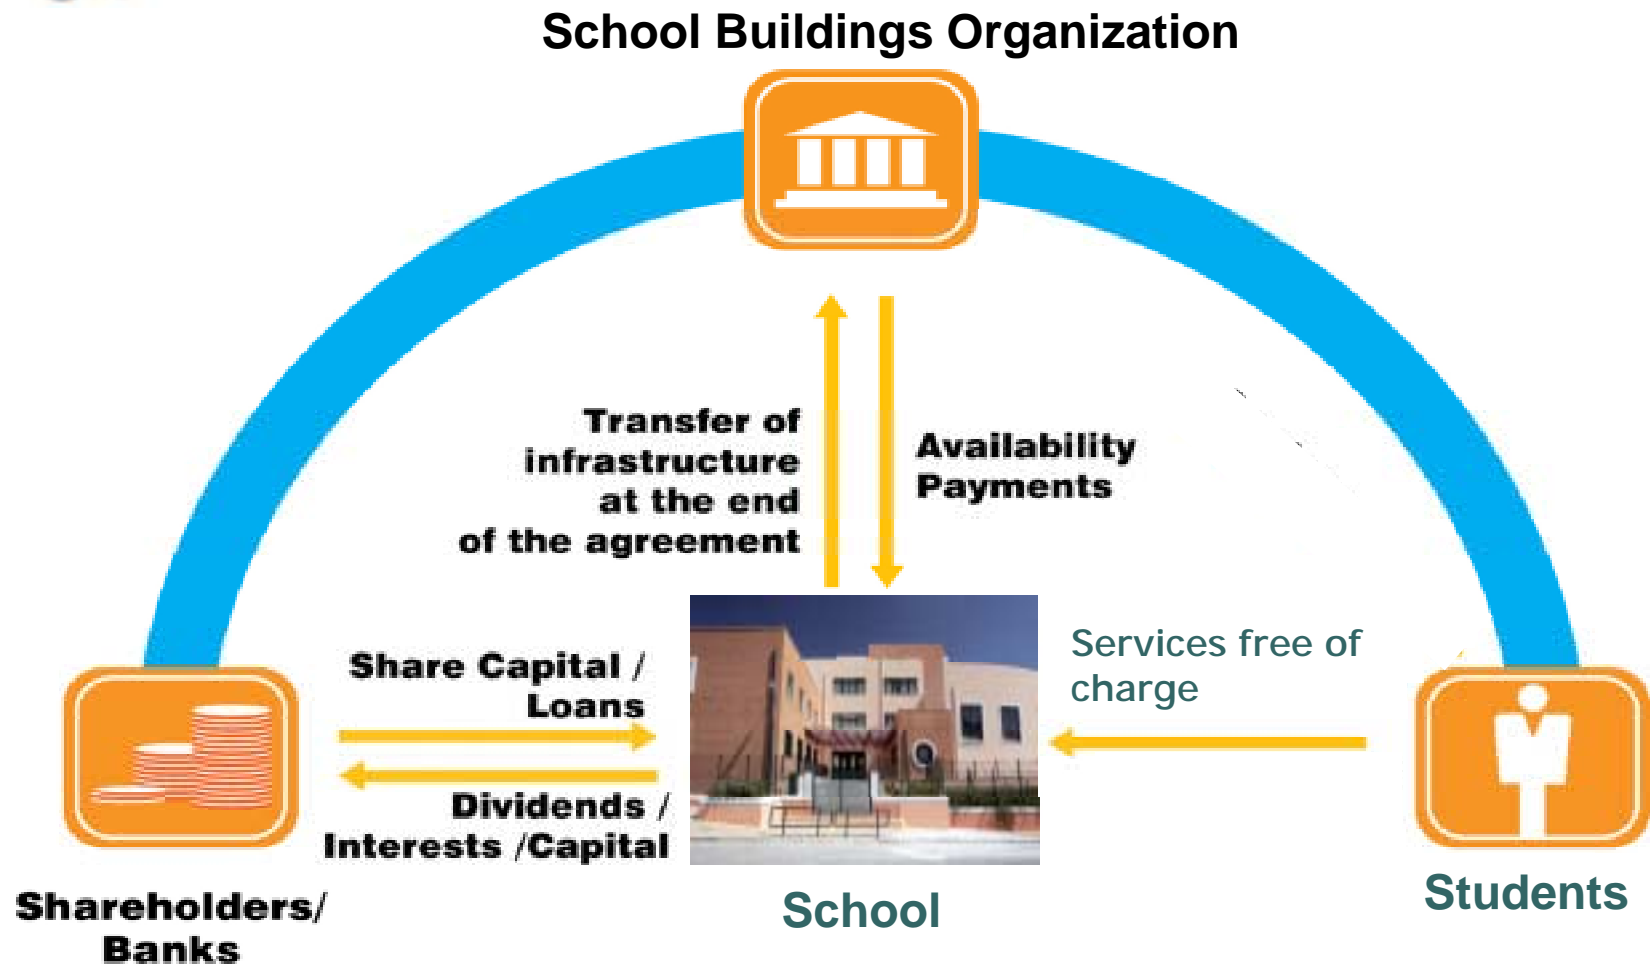 School Buildings Organization
Transfer of
infrastructure
at the end
of the agreement
Availability
Payments
Share Capital /
Loans
Dividends /
Interests /Capital
Services free of
charge
Shareholders/
Banks
School
Students